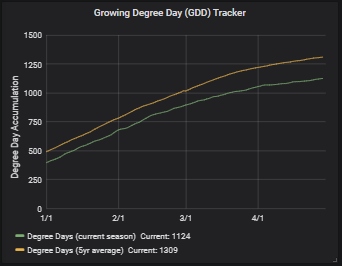 Growing Degree Day (GDD) Tracker
Degree Day Accumulation
1500
1250
1000
750
500
250
0
1/1
2/1
3/1
4/1
Degree Days (current season) Current: 1124
Degree Days (5yr average) Current: 1309